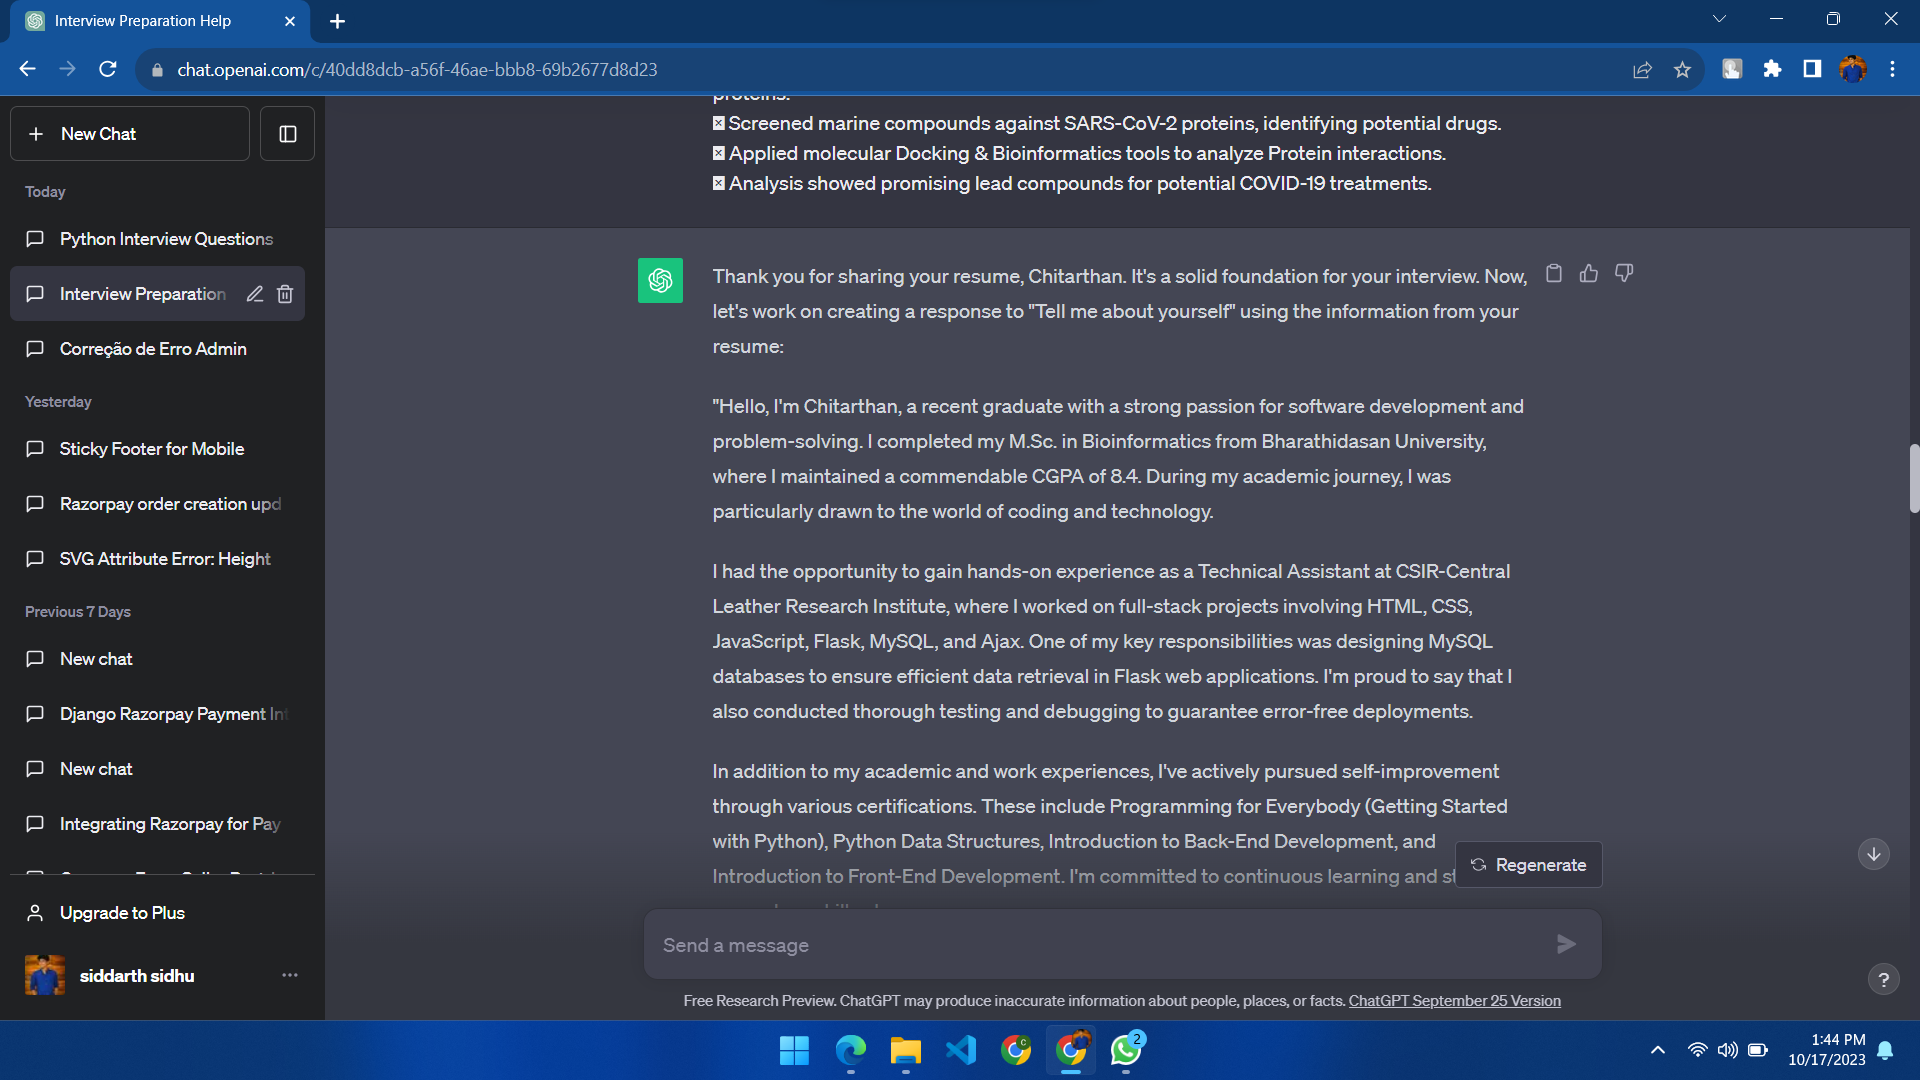 Interview Preparation Help
chat.openai.com/c/40dd8dcb-a56f-46ae-bbb8-69b2677d8d23
New Chat
Today
Python Interview Questions
Interview Preparation
Correção de Erro Admin
Yesterday
Sticky Footer for Mobile
Razorpay order creation upd
SVG Attribute Error: Height
Previous 7 Days
New chat
Django Razorpay Payment Int
New chat
Integrating Razorpay for Pay
Upgrade to Plus
siddarth sidhu
proteins.
Screened marine compounds against SARS-CoV-2 proteins, identifying potential drugs.
Applied molecular Docking & Bioinformatics tools to analyze Protein interactions.
Analysis showed promising lead compounds for potential COVID-19 treatments.
Thank you for sharing your resume, Chitarthan. It's a solid foundation for your interview. Now,
let's work on creating a response to "Tell me about yourself" using the information from your
resume:
"Hello, I'm Chitarthan, a recent graduate with a strong passion for software development and
problem-solving. I completed my M.Sc. in Bioinformatics from Bharathidasan University,
where I maintained a commendable CGPA of 8.4. During my academic journey, I was
particularly drawn to the world of coding and technology.
I had the opportunity to gain hands-on experience as a Technical Assistant at CSIR-Central
Leather Research Institute, where I worked on full-stack projects involving HTML, CSS,
JavaScript, Flask, MySQL, and Ajax. One of my key responsibilities was designing MySQL
databases to ensure efficient data retrieval in Flask web applications. I'm proud to say that I
also conducted thorough testing and debugging to guarantee error-free deployments.
In addition to my academic and work experiences, I've actively pursued self-improvement
through various certifications. These include Programming for Everybody (Getting Started
with Python), Python Data Structures, Introduction to Back-End Development, and
Introduction to Front-End Development. I'm committed to continuous learning and
Regenerate
Send a message
Free Research Preview. ChatGPT may produce inaccurate information about people, places, or facts. ChatGPT September 25 Version
?
2
1:44 PM
10/17/2023